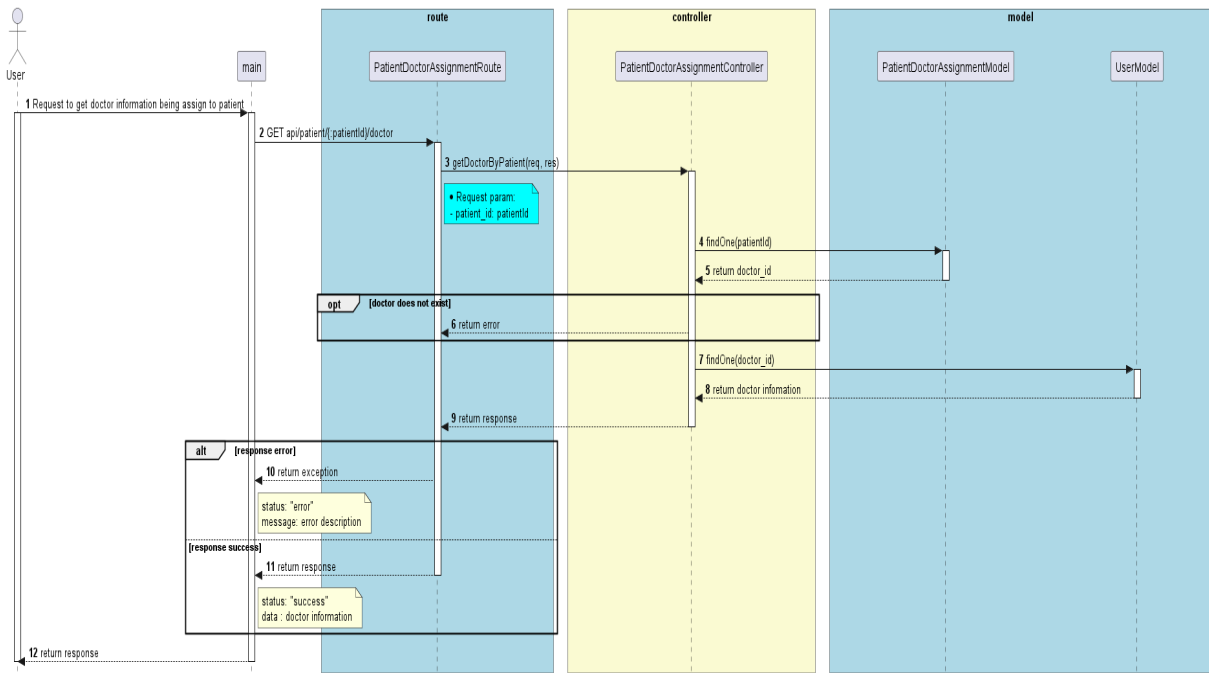 route
controller
model
User
main
PatientDoctorAssignmentRoute
PatientDoctorAssignmentController
PatientDoctorAssignmentModel
UserModel
1 Request to get doctor information being assign to patient
2 GET api/patient/{:patientId}/doctor
3 getDoctorByPatient(req, res)
• Request param:
- patient_id: patientId
4 findOne(patientId)
5 return doctor_id
opt [doctor does not exist]
6 return error
7 findOne(doctor_id)
8 return doctor infomation
9 return response
alt [response error]
10 return exception
status: "error"
message: error description
[response success]
11 return response
status: "success"
data : doctor information
12 return response